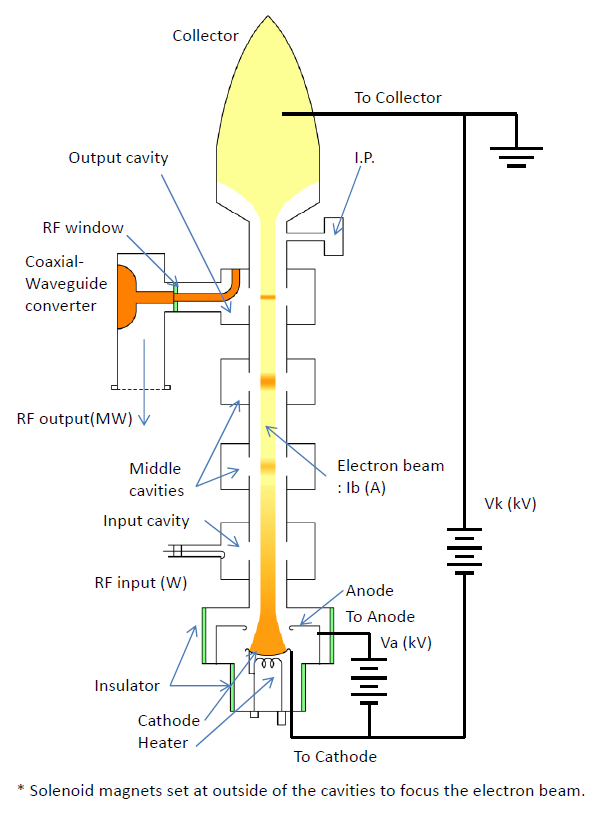 Collector
To Collector
Output cavity
I.P.
RF window
Coaxial-
Waveguide
converter
RF output(MW)
Middle
cavities
Electron beam
: Ib (A)
Vk (kV)
Input cavity
RF input (W)
Anode
To Anode
Va (kV)
Insulator
Cathode
Heater
To Cathode
* Solenoid magnets set at outside of the cavities to focus the electron beam.